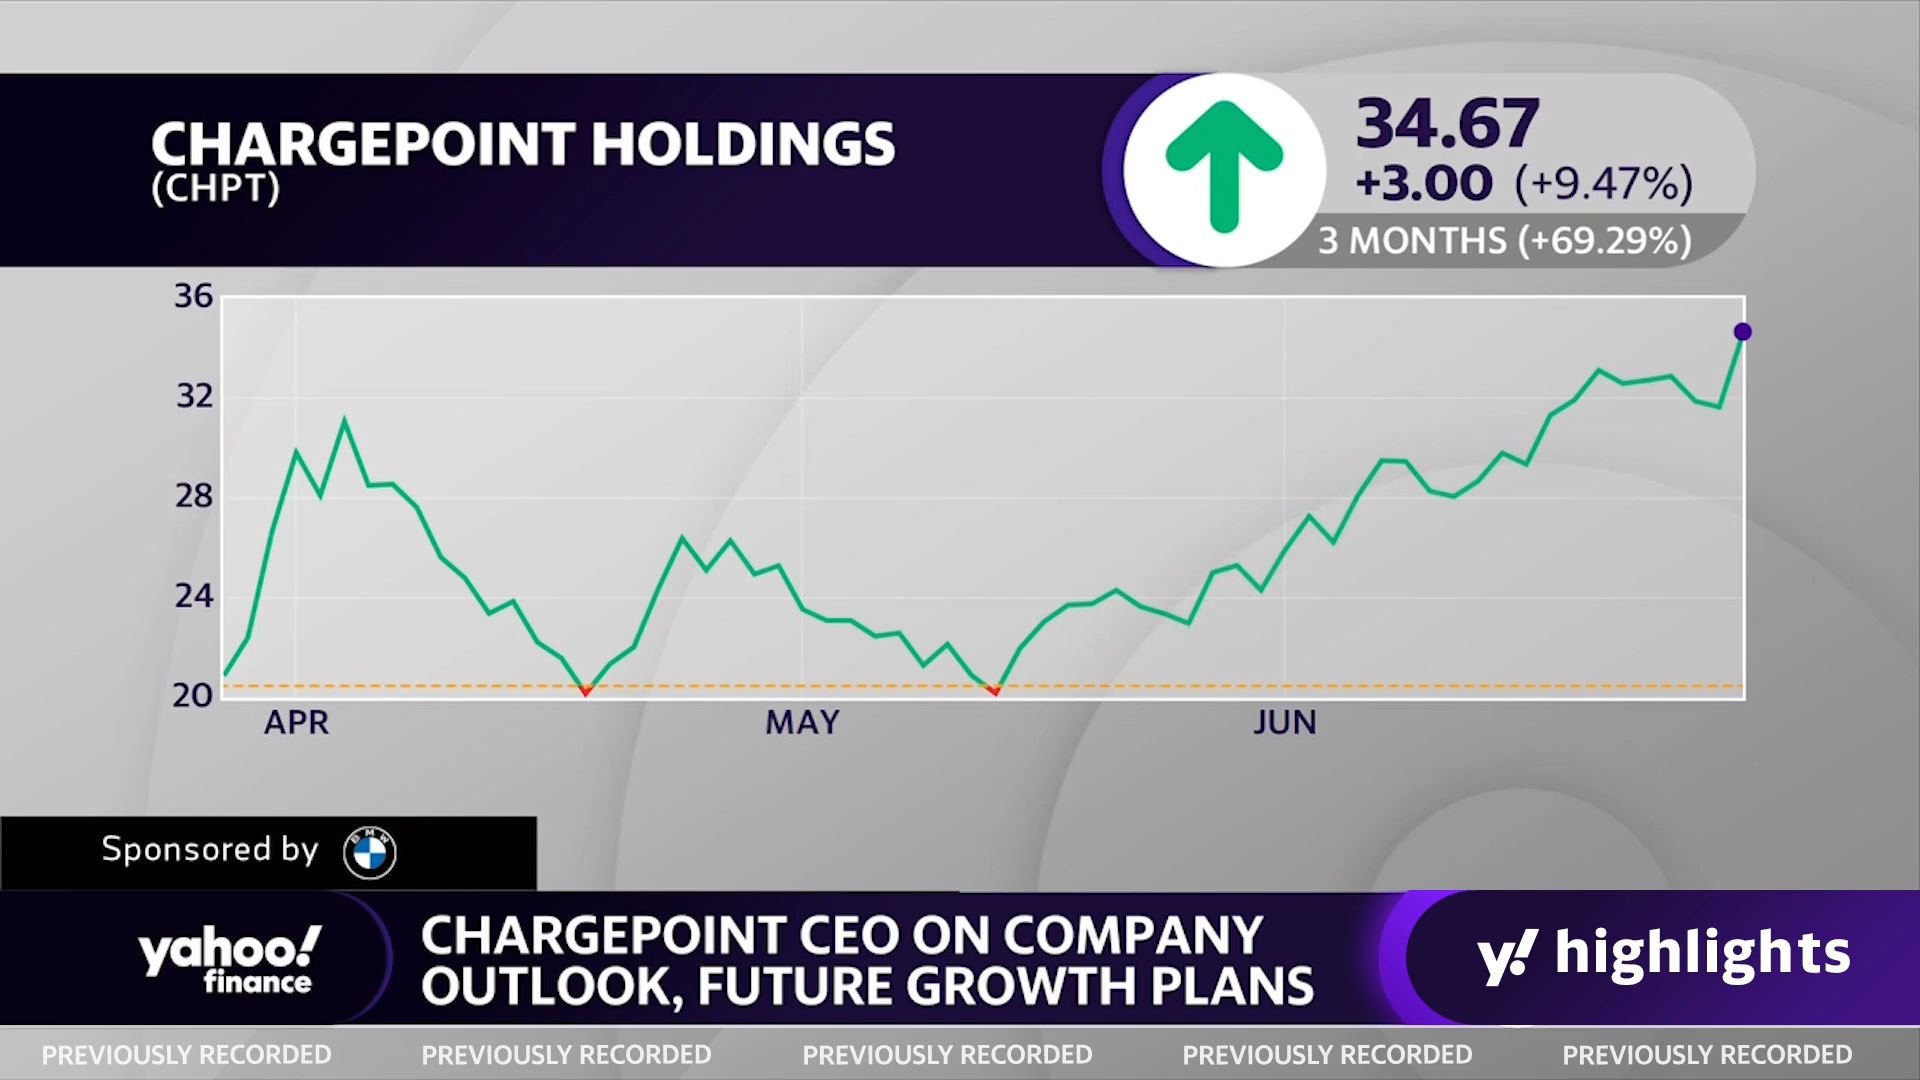 CHARGEPOINT HOLDINGS
(CHPT)
34.67
+3.00 (+9.47%)
3 MONTHS (+69.29%)
36
32
28
24
20
APR MAY JUN
Sponsored by
BMW
yahoo!
finance
CHARGEPOINT CEO ON COMPANY
OUTLOOK, FUTURE GROWTH PLANS
y! highlights
PREVIOUSLY RECORDED PREVIOUSLY RECORDED PREVIOUSLY RECORDED PREVIOUSLY RECORDED PREVIOUSLY RECORDED